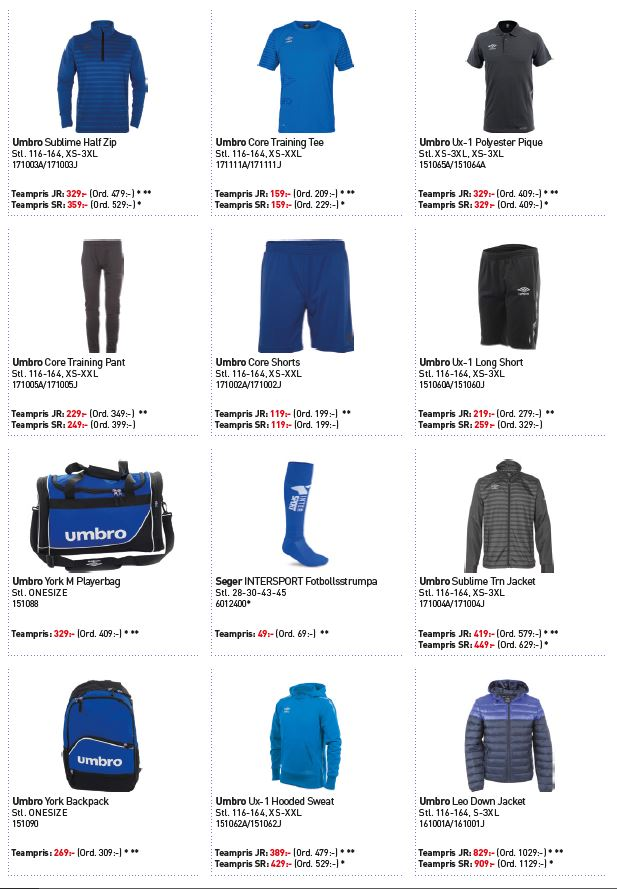 Umbro Sublime Half Zip
Stl. 116-164, XS-3XL
171003A/171003J
Teampris JR: 329:- (Ord. 479:-) * **
Teampris SR: 359:- (Ord. 529:-) *
Umbro Core Training Tee
Stl. 116-164, XS-XXL
171111A/171111J
Teampris JR: 159:- (Ord. 209:-) * **
Teampris SR: 159:- (Ord. 229:-) *
Umbro Ux-1 Polyester Pique
Stl. XS-3XL, XS-3XL
151065A/151064A
Teampris JR: 329:- (Ord. 409:-) * **
Teampris SR: 329:- (Ord. 409:-) *
Umbro Core Training Pant
Stl. 116-164, XS-XXL
171005A/171005J
Teampris JR: 229:- (Ord. 349:-) **
Teampris SR: 249:- (Ord. 399:-)
Umbro Core Shorts
Stl. 116-164, XS-XXL
171002A/171002J
Teampris JR: 119:- (Ord. 199:-) **
Teampris SR: 119:- (Ord. 199:-)
Umbro Ux-1 Long Short
Stl. 116-164, XS-3XL
151060A/151060J
Teampris JR: 219:- (Ord. 279:-) **
Teampris SR: 259:- (Ord. 329:-)
umbro
Umbro York M Playerbag
Stl. ONESIZE
151088
Teampris: 329:- (Ord. 409:-) * **
INTER
SPORT
Seger INTERSPORT Fotbollsstrumpa
Stl. 28-30-43-45
6012400*
Teampris: 49:- (Ord. 69:-) **
Umbro Sublime Trn Jacket
Stl. 116-164, XS-3XL
171004A/171004J
Teampris JR: 419:- (Ord. 579:-) * **
Teampris SR: 449:- (Ord. 629:-) *
umbro
Umbro York Backpack
Stl. ONESIZE
151090
Teampris: 269:- (Ord. 309:-) * **
Umbro Ux-1 Hooded Sweat
Stl. 116-164, XS-XXL
151062A/151062J
Teampris JR: 389:- (Ord. 479:-) * **
Teampris SR: 429:- (Ord. 529:-) *
Umbro Leo Down Jacket
Stl. 116-164, S-3XL
161001A/161001J
Teampris JR: 829:- (Ord. 1029:-) * **
Teampris SR: 909:- (Ord. 1129:-) *